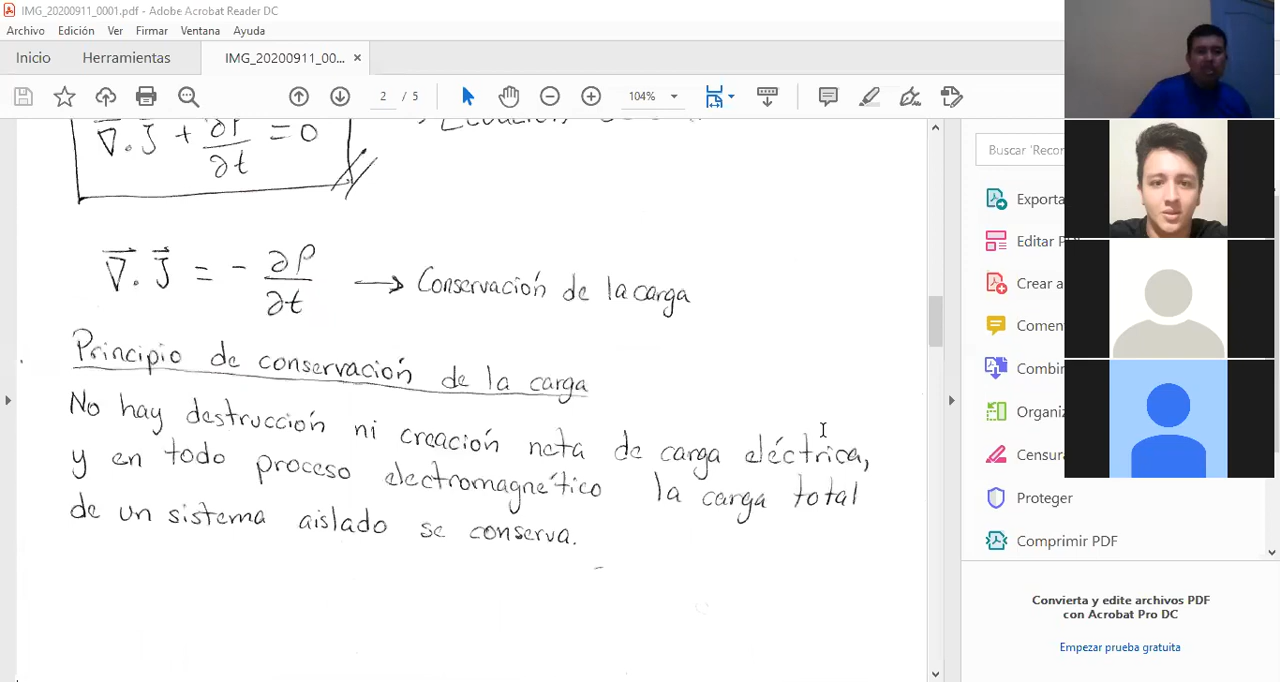 IMG_20200911_0001.pdf - Adobe Acrobat Reader DC
Archivo Edición Ver Firmar Ventana Ayuda
Inicio Herramientas IMG_20200911_00... ×
2 / 5 104%
∇⃗.J⃗ + ∂ρ/∂t = 0
∇⃗.J⃗ = - ∂ρ/∂t → Conservación de la carga
Principio de conservación de la carga
No hay destrucción ni creación neta de carga eléctrica,
y en todo proceso electromagnético la carga total
de un sistema aislado se conserva.
Buscar 'Recor
Exporta
Editar P
Crear a
Comen
Combin
Organiz
Censura
Proteger
Comprimir PDF
Convierta y edite archivos PDF
con Acrobat Pro DC
Empezar prueba gratuita